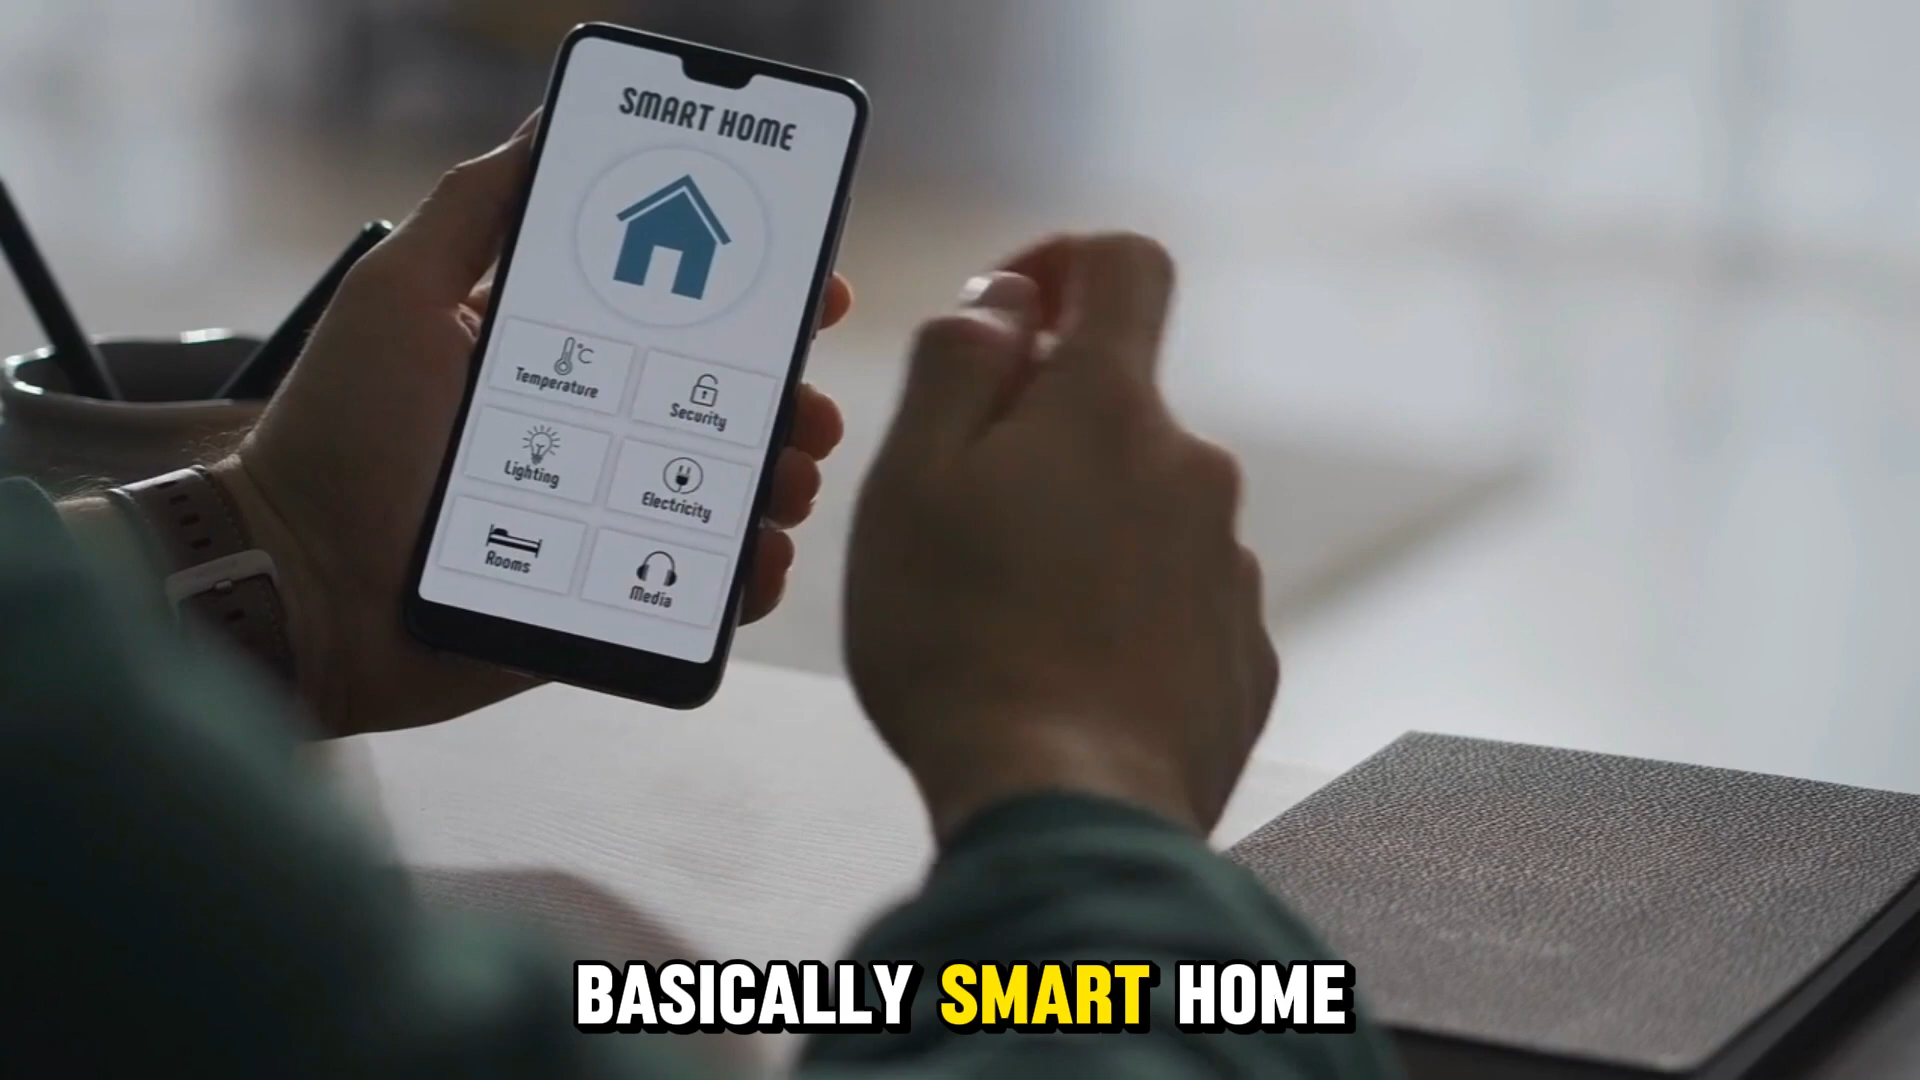 SMART HOME
°C
Temperature
Security
Lighting
Electricity
Rooms
Media
BASICALLY SMART HOME